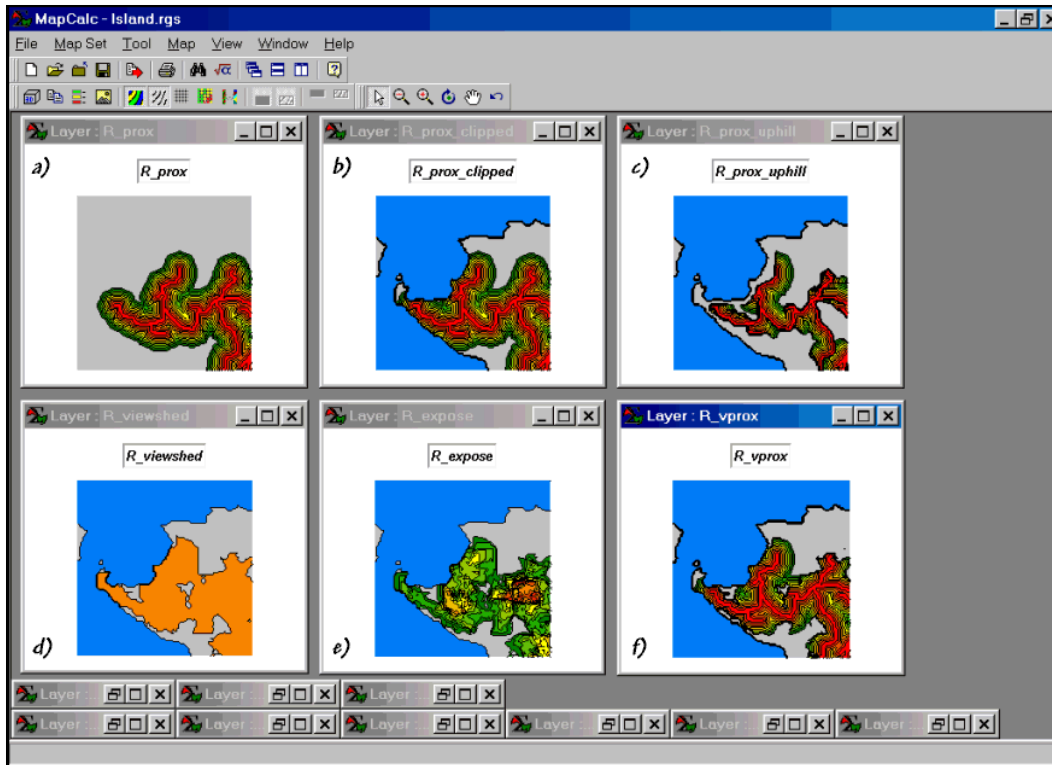 MapCalc - Island.rgs
File Map Set Tool Map View Window Help
Layer : R_prox
Layer : R_prox_clipped
Layer : R_prox_uphill
a)
R_prox
b)
R_prox_clipped
c)
R_prox_uphill
Layer : R_viewshed
Layer : R_expose
Layer : R_vprox
R_viewshed
R_expose
R_vprox
d)
e)
f)
Layer :...
Layer :...
Layer :...
Layer :...
Layer :...
Layer :...
Layer :...
Layer :...
Layer :...